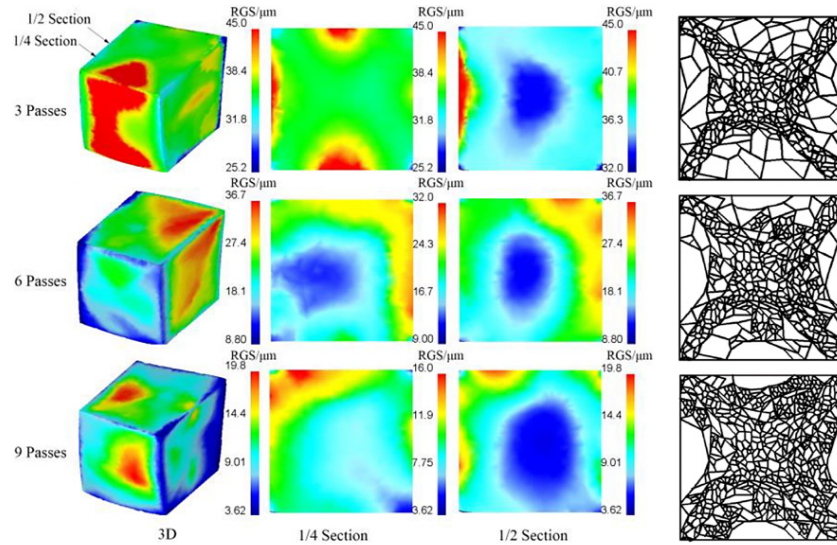 1/2 Section
1/4 Section
3 Passes
RGS/μm
45.0
38.4
31.8
25.2
RGS/μm
45.0
38.4
31.8
25.2
RGS/μm
44.5
40.5
36.5
32.0
6 Passes
RGS/μm
36.7
27.4
18.1
8.80
RGS/μm
32.0
24.3
16.7
9.00
RGS/μm
36.7
27.4
18.1
8.80
9 Passes
RGS/μm
19.8
14.4
9.01
3.62
RGS/μm
16.0
11.9
7.75
3.62
RGS/μm
19.8
14.4
9.01
3.62
3D
1/4 Section
1/2 Section